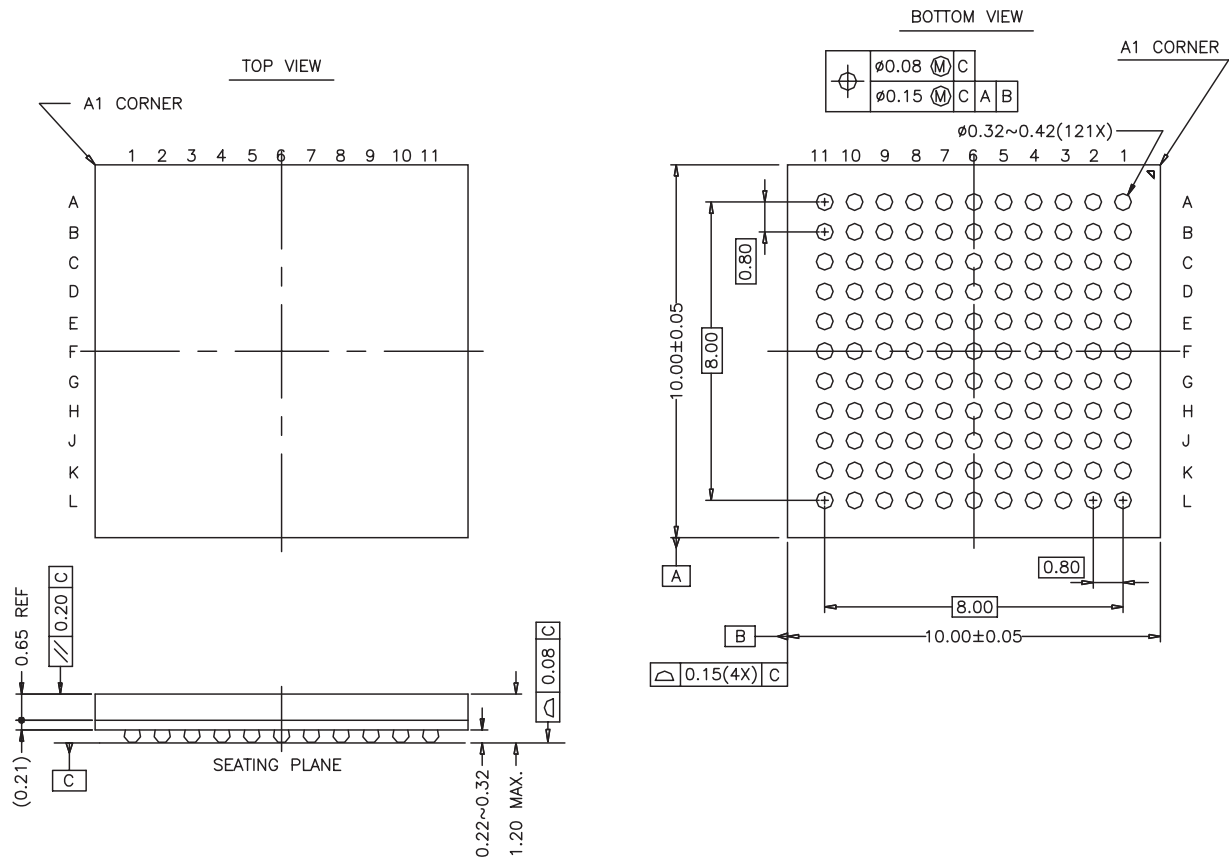 TOP VIEW
A1 CORNER
1 2 3 4 5 6 7 8 9 10 11
A
B
C
D
E
F
G
H
J
K
L
BOTTOM VIEW
A1 CORNER
ø0.08 Ⓜ C
ø0.15 Ⓜ C A B
ø0.32~0.42(121X)
11 10 9 8 7 6 5 4 3 2 1
A
B
C
D
E
F
G
H
J
K
L
0.80
8.00
10.00±0.05
A
0.80
8.00
B
10.00±0.05
0.15(4X) C
0.65 REF
// 0.20 C
(0.21)
C
SEATING PLANE
0.22~0.32
1.20 MAX.
0.08 C